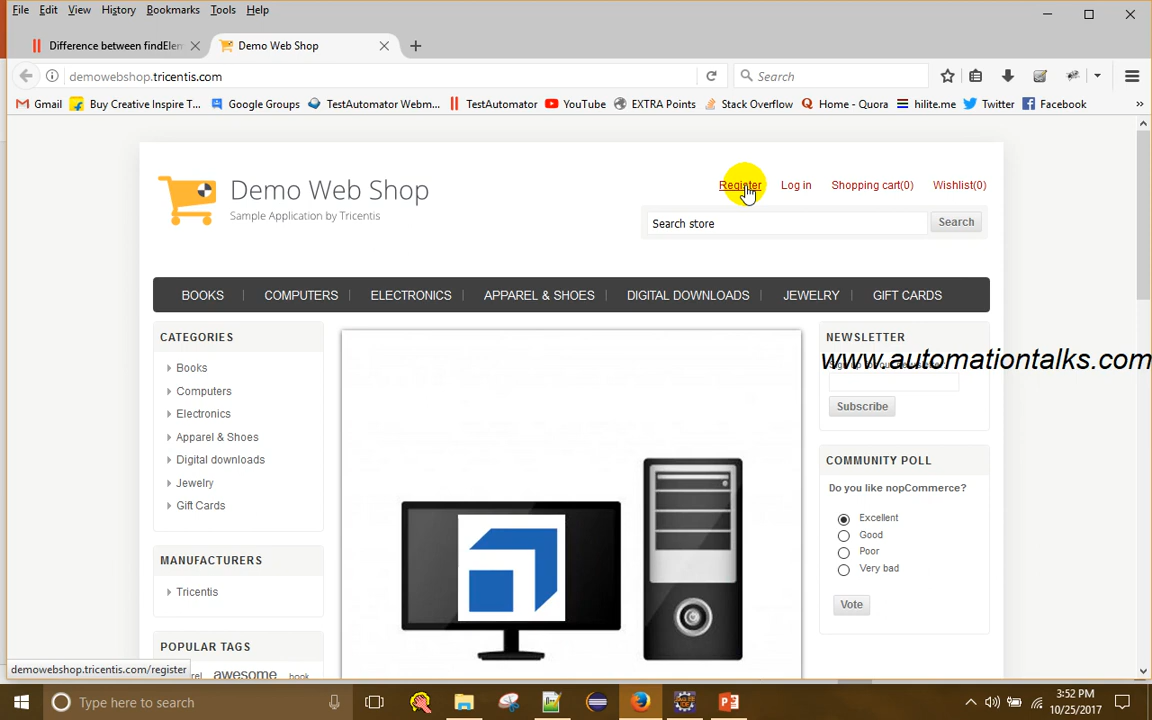 File Edit View History Bookmarks Tools Help
Difference between findElen
Demo Web Shop
demowebshop.tricentis.com
Search
Gmail
Buy Creative Inspire T...
Google Groups
TestAutomator Webm...
TestAutomator
YouTube
EXTRA Points
Stack Overflow
Home - Quora
hilite.me
Twitter
Facebook
Demo Web Shop
Sample Application by Tricentis
Register
Log in
Shopping cart(0)
Wishlist(0)
Search store
Search
BOOKS
COMPUTERS
ELECTRONICS
APPAREL & SHOES
DIGITAL DOWNLOADS
JEWELRY
GIFT CARDS
CATEGORIES
Books
Computers
Electronics
Apparel & Shoes
Digital downloads
Jewelry
Gift Cards
MANUFACTURERS
Tricentis
POPULAR TAGS
awesome book
NEWSLETTER
www.automationtalks.com
Subscribe
COMMUNITY POLL
Do you like nopCommerce?
Excellent
Good
Poor
Very bad
Vote
demowebshop.tricentis.com/register
Type here to search
3:52 PM
10/25/2017